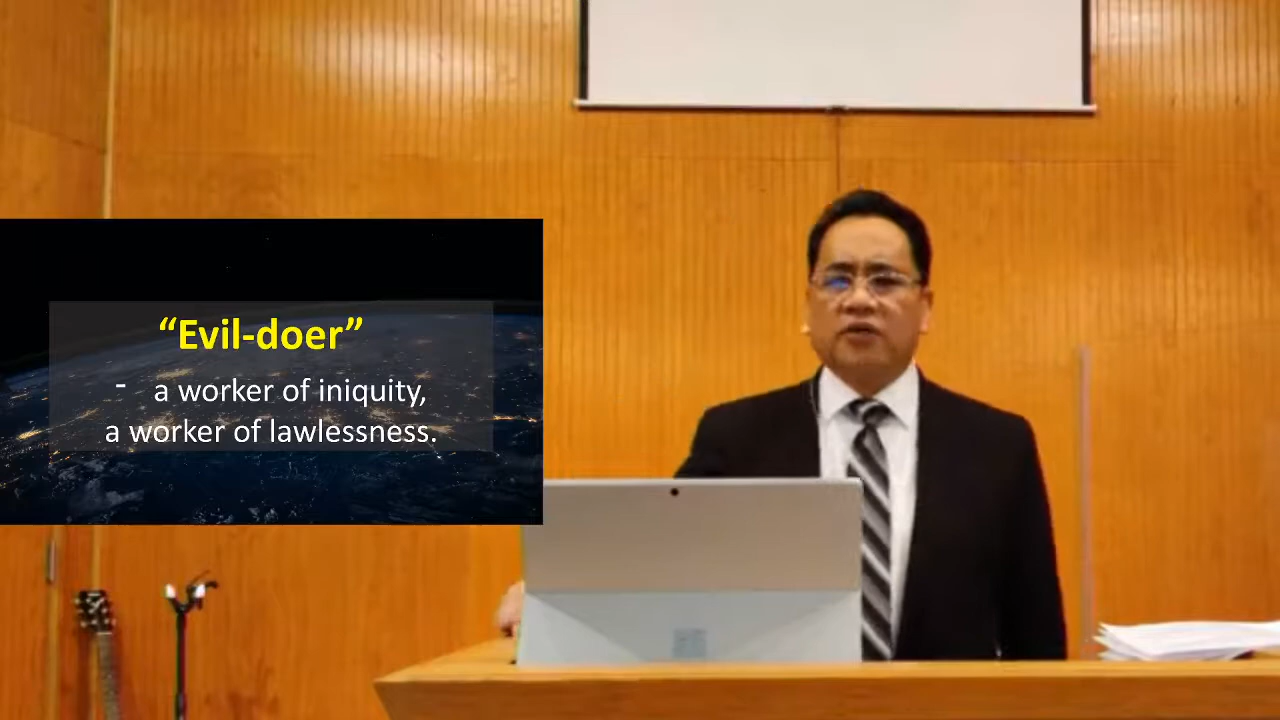 “Evil-doer”
- a worker of iniquity,
a worker of lawlessness.